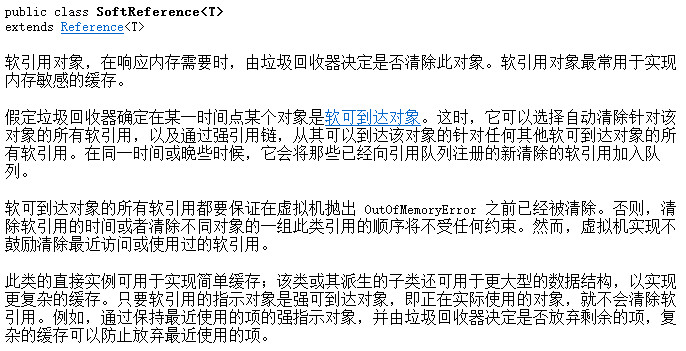 public class SoftReference<T>
extends Reference<T>
软引用对象，在响应内存需要时，由垃圾回收器决定是否清除此对象。软引用对象最常用于实现
内存敏感的缓存。
假定垃圾回收器确定在某一时间点某个对象是软可到达对象。这时，它可以选择自动清除针对该
对象的所有软引用，以及通过强引用链，从其可以到达该对象的针对任何其他软可到达对象的所
有软引用。在同一时间或晚些时候，它会将那些已经向引用队列注册的新清除的软引用加入队
列。
软可到达对象的所有软引用都要保证在虚拟机抛出 OutOfMemoryError 之前已经被清除。否则，清
除软引用的时间或者清除不同对象的一组此类引用的顺序将不受任何约束。然而，虚拟机实现不
鼓励清除最近访问或使用过的软引用。
此类的直接实例可用于实现简单缓存；该类或其派生的子类还可用于更大型的数据结构，以实现
更复杂的缓存。只要软引用的指示对象是强可到达对象，即正在实际使用的对象，就不会清除软
引用。例如，通过保持最近使用的项的强指示对象，并由垃圾回收器决定是否放弃剩余的项，复
杂的缓存可以防止放弃最近使用的项。